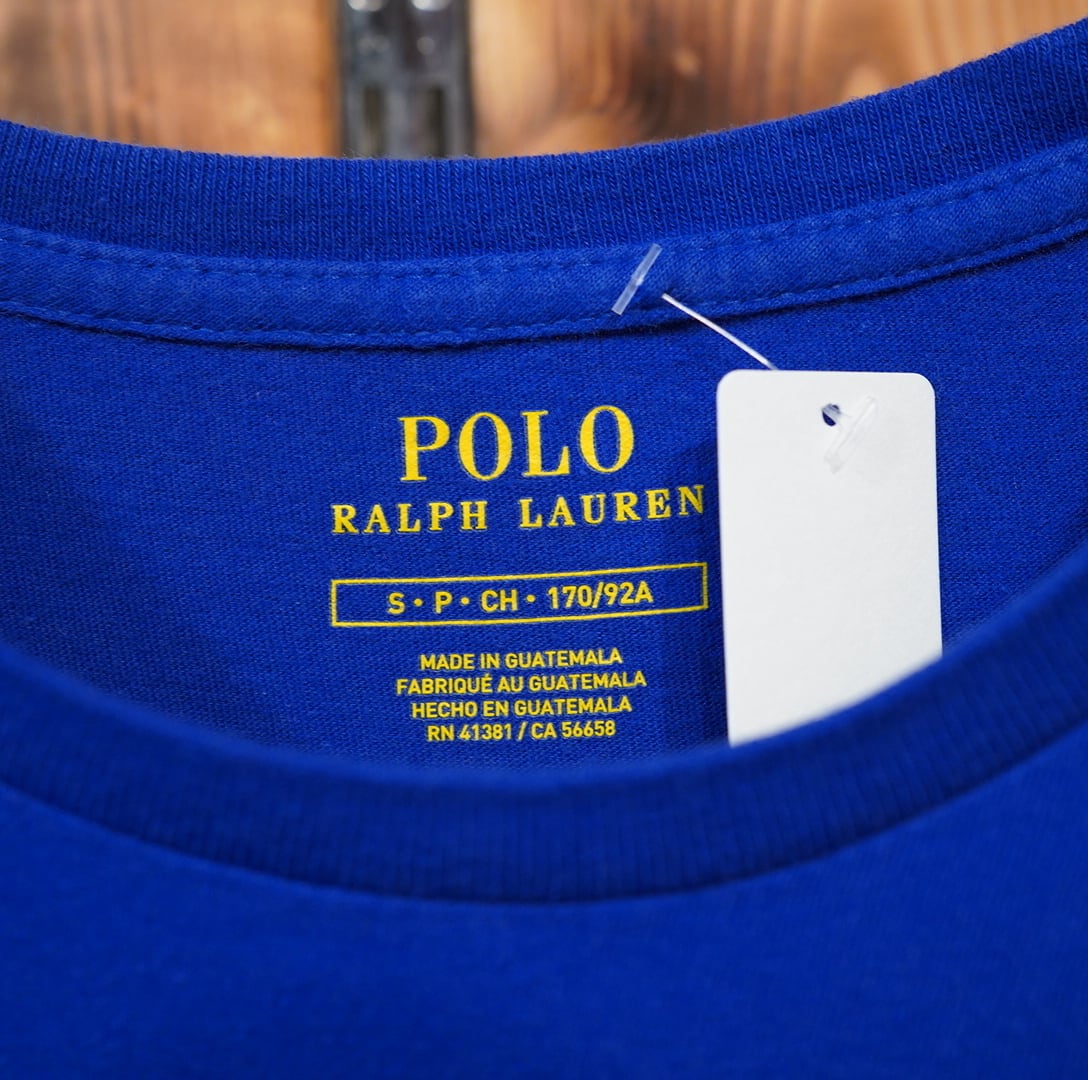 POLO
RALPH LAUREN
S • P • CH • 170/92A
MADE IN GUATEMALA
FABRIQUÉ AU GUATEMALA
HECHO EN GUATEMALA
RN 41381 / CA 56658